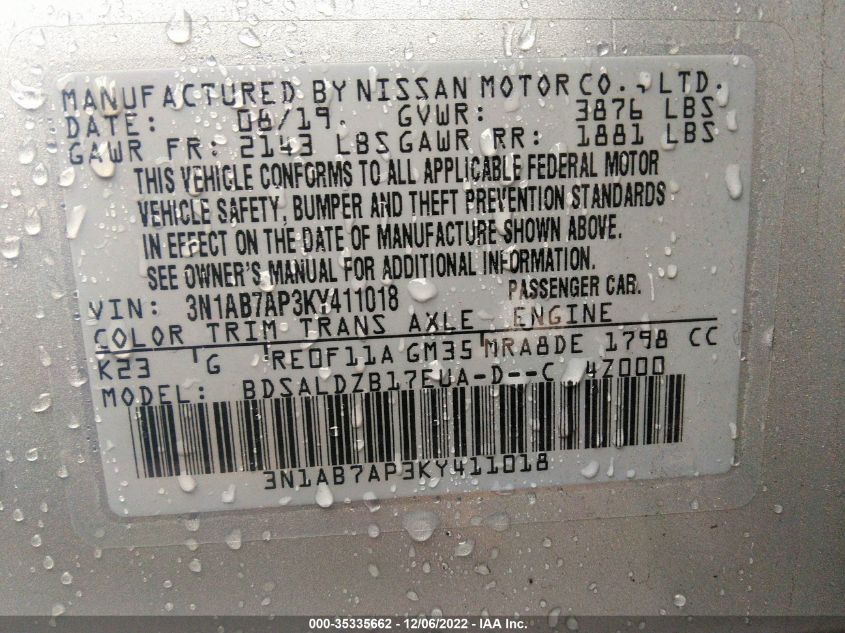 MANUFACTURED BY NISSAN MOTOR CO., LTD.
DATE: 08/19. GVWR: 3876 LBS
GAWR FR: 2143 LBS GAWR RR: 1881 LBS
THIS VEHICLE CONFORMS TO ALL APPLICABLE FEDERAL MOTOR
VEHICLE SAFETY, BUMPER AND THEFT PREVENTION STANDARDS
IN EFFECT ON THE DATE OF MANUFACTURE SHOWN ABOVE.
SEE OWNER'S MANUAL FOR ADDITIONAL INFORMATION.
VIN: 3N1AB7AP3KY411018 PASSENGER CAR.
COLOR TRIM TRANS AXLE ENGINE
K23 G RE0F11A GM35 MRA8DE 1798 CC
MODEL: BDSALDZB17EUA-D--C 4Z000
3N1AB7AP3KY411018
000-35335662 - 12/06/2022 - IAA Inc.